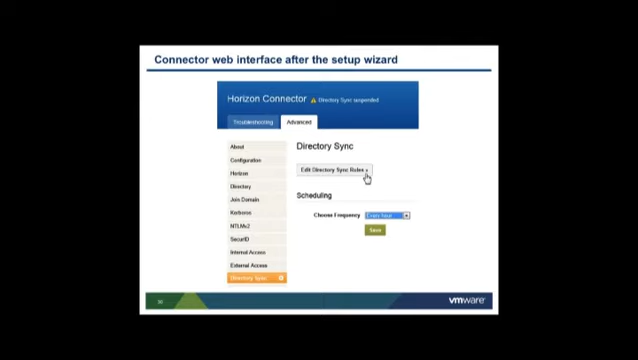 Connector web interface after the setup wizard
Horizon Connector
Directory Sync suspended
Troubleshooting
Advanced
About
Configuration
Horizon
Directory
Join Domain
Kerberos
NTLMv2
SecurID
Internal Access
External Access
Directory Sync
Directory Sync
Edit Directory Sync Rules
Scheduling
Choose Frequency
Every hour
Save
vmware